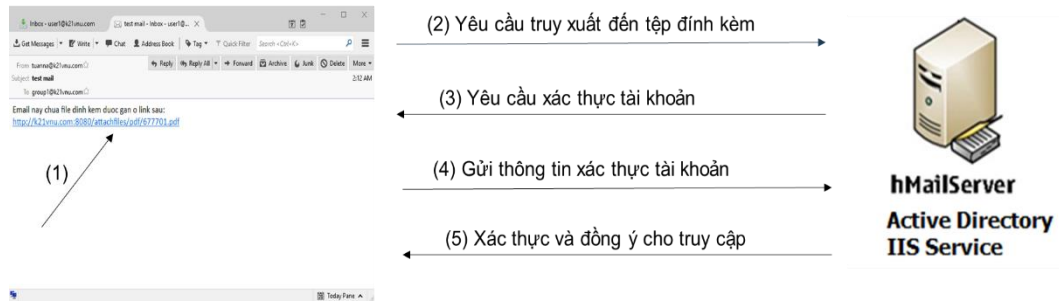 Inbox - user1@k21vnu.com
test mail - Inbox - user1@...
Get Messages Write Chat Address Book Tag Quick Filter Search <Ctrl+K>
From tuanna@k21vnu.com
Reply Reply All Forward Archive Junk Delete More
Subject test mail
2:12 AM
To group1@k21vnu.com
Email nay chua file dinh kem duoc gan o link sau:
http://k21vnu.com:8080/attachfiles/pdf/677701.pdf
(1)
Today Pane
(2) Yêu cầu truy xuất đến tệp đính kèm
(3) Yêu cầu xác thực tài khoản
(4) Gửi thông tin xác thực tài khoản
(5) Xác thực và đồng ý cho truy cập
hMailServer
Active Directory
IIS Service